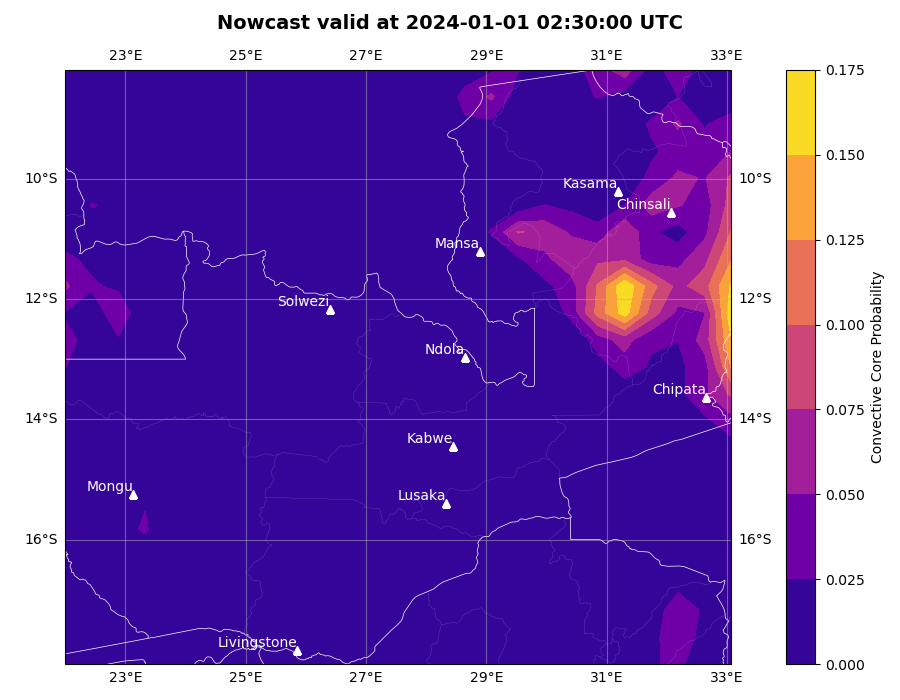 Nowcast valid at 2024-01-01 02:30:00 UTC
23°E 25°E 27°E 29°E 31°E 33°E
0.175
0.150
10°S Kasama 10°S
Chinsali
0.125
Mansa
12°S Solwezi 12°S
0.100
Convective Core Probability
Ndola
0.075
Chipata
14°S 14°S
Kabwe
0.050
Mongu
Lusaka
16°S 16°S
0.025
Livingstone
0.000
23°E 25°E 27°E 29°E 31°E 33°E